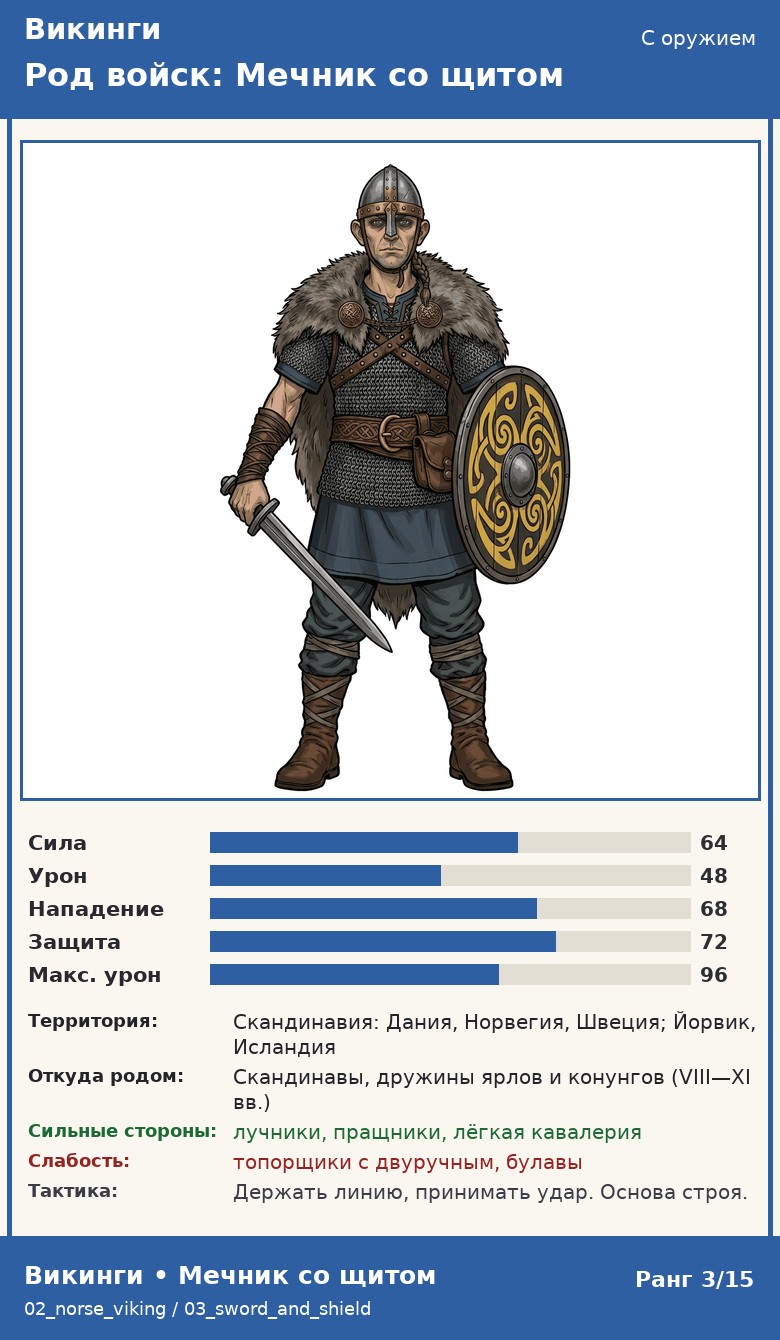 Викинги
С оружием
Род войск: Мечник со щитом
Сила 64
Урон 48
Нападение 68
Защита 72
Макс. урон 96
Территория: Скандинавия: Дания, Норвегия, Швеция; Йорвик,
Исландия
Откуда родом: Скандинавы, дружины ярлов и конунгов (VIII—XI
вв.)
Сильные стороны: лучники, пращники, лёгкая кавалерия
Слабость: топорщики с двуручным, булавы
Тактика: Держать линию, принимать удар. Основа строя.
Викинги • Мечник со щитом
Ранг 3/15
02_norse_viking / 03_sword_and_shield